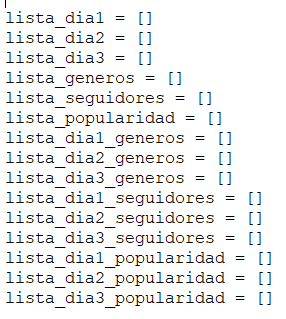 lista_dia1 = []
lista_dia2 = []
lista_dia3 = []
lista_generos = []
lista_seguidores = []
lista_popularidad = []
lista_dia1_generos = []
lista_dia2_generos = []
lista_dia3_generos = []
lista_dia1_seguidores = []
lista_dia2_seguidores = []
lista_dia3_seguidores = []
lista_dia1_popularidad = []
lista_dia2_popularidad = []
lista_dia3_popularidad = []